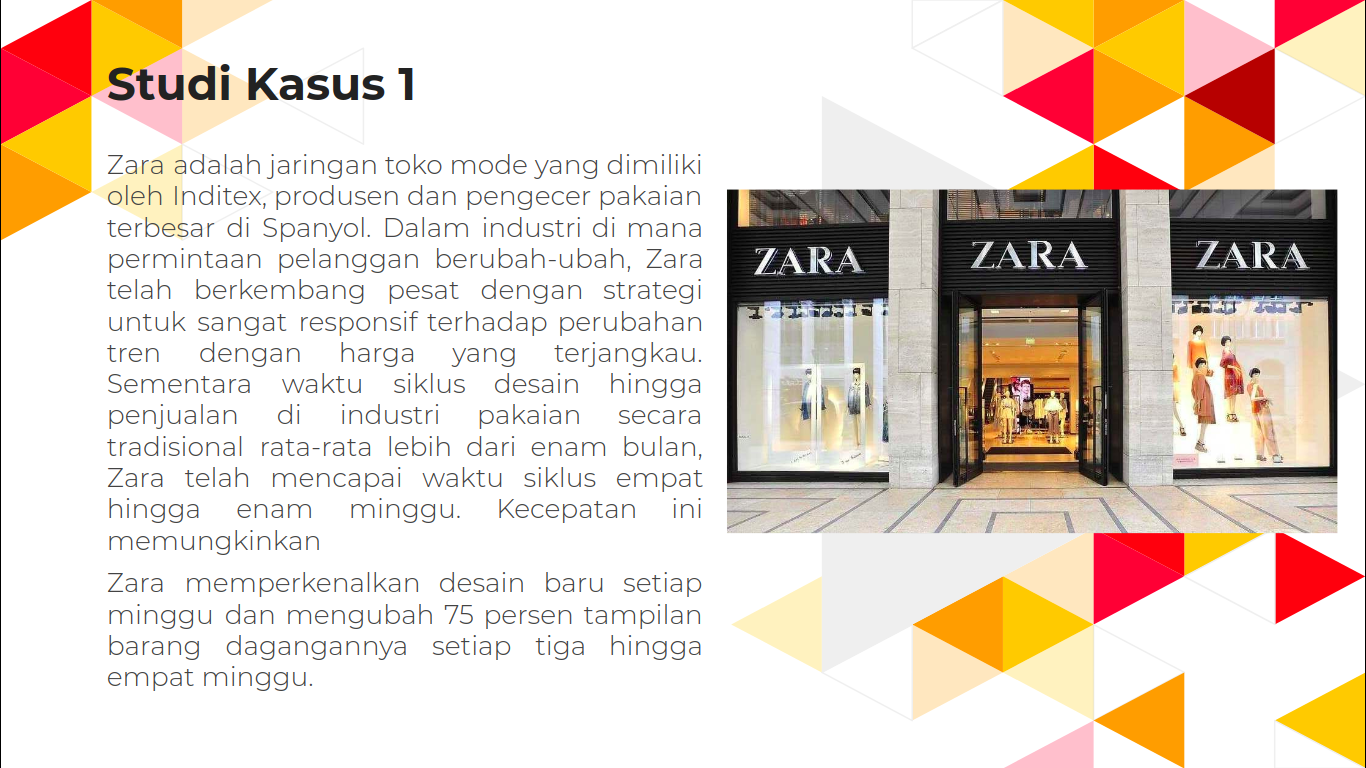 Studi Kasus 1
Zara adalah jaringan toko mode yang dimiliki
oleh Inditex, produsen dan pengecer pakaian
terbesar di Spanyol. Dalam industri di mana
permintaan pelanggan berubah-ubah, Zara
telah berkembang pesat dengan strategi
untuk sangat responsif terhadap perubahan
tren dengan harga yang terjangkau.
Sementara waktu siklus desain hingga
penjualan di industri pakaian secara
tradisional rata-rata lebih dari enam bulan,
Zara telah mencapai waktu siklus empat
hingga enam minggu. Kecepatan ini
memungkinkan
Zara memperkenalkan desain baru setiap
minggu dan mengubah 75 persen tampilan
barang dagangannya setiap tiga hingga
empat minggu.
ZARA
ZARA
ZARA